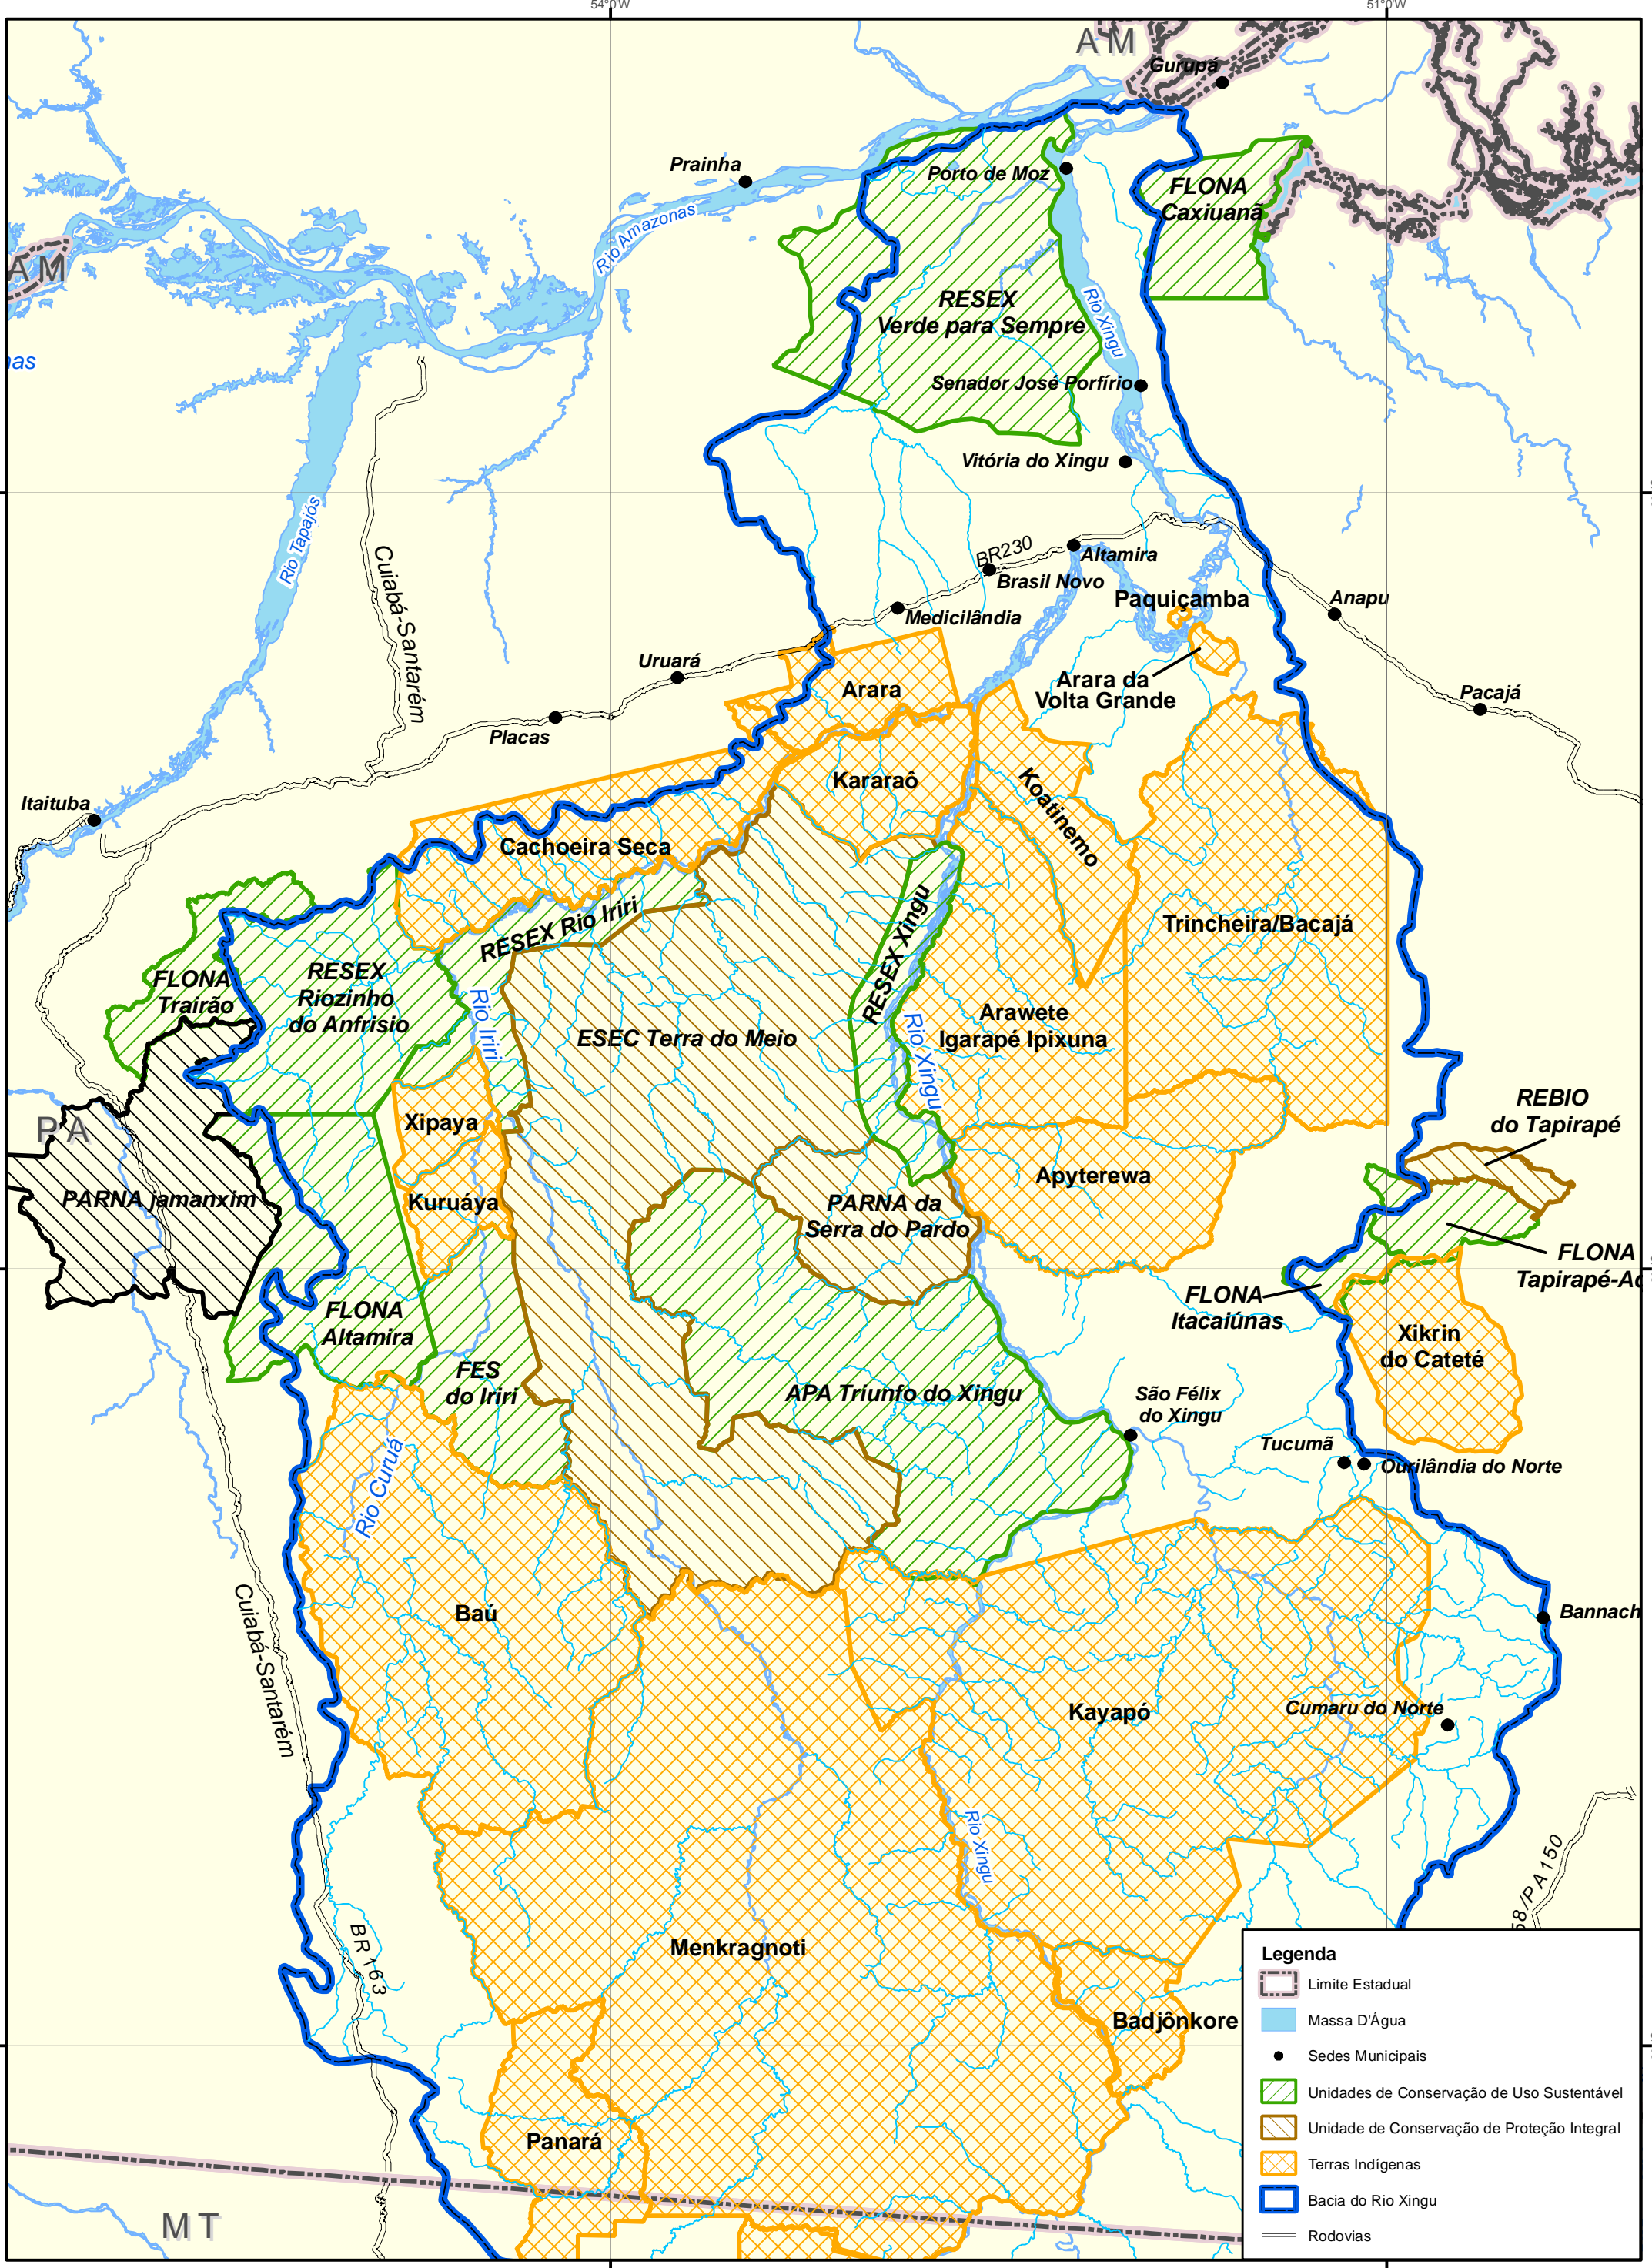 54°0'W
51°0'W
AM
Gurupá
Prainha
Porto de Moz
FLONA
Caxiuanã
Rio Amazonas
AM
RESEX
Verde para Sempre
Rio Xingu
nas
Senador José Porfírio
Vitória do Xingu
Rio Tapajós
Cuiabá-Santarém
BR230
Altamira
Brasil Novo
Paquiçamba
Medicilândia
Anapu
Uruará
Arara
Arara da
Volta Grande
Pacajá
Placas
Kararaô
Koatinemo
Itaituba
Cachoeira Seca
RESEX Rio Iriri
RESEX Xingu
Trincheira/Bacajá
FLONA
Trairão
RESEX
Riozinho
do Anfrisio
Rio Iriri
ESEC Terra do Meio
Rio Xingu
Arawete
Igarapé Ipixuna
REBIO
do Tapirapé
PA
Xipaya
Apyterewa
PARNA jamanxim
Kuruáya
PARNA da
Serra do Pardo
FLONA
Tapirapé-Aq
FLONA
Itacaiúnas
FLONA
Altamira
Xikrin
do Cateté
FES
do Iriri
APA Triunfo do Xingu
São Félix
do Xingu
Tucumã
Ourilândia do Norte
Rio Curuá
Cuiabá-Santarém
Baú
Bannach
Kayapó
Cumaru do Norte
Rio Xingu
58/PA150
BR163
Menkragnoti
Badjônkore
Panará
MT
Legenda
Limite Estadual
Massa D'Água
Sedes Municipais
Unidades de Conservação de Uso Sustentável
Unidade de Conservação de Proteção Integral
Terras Indígenas
Bacia do Rio Xingu
Rodovias